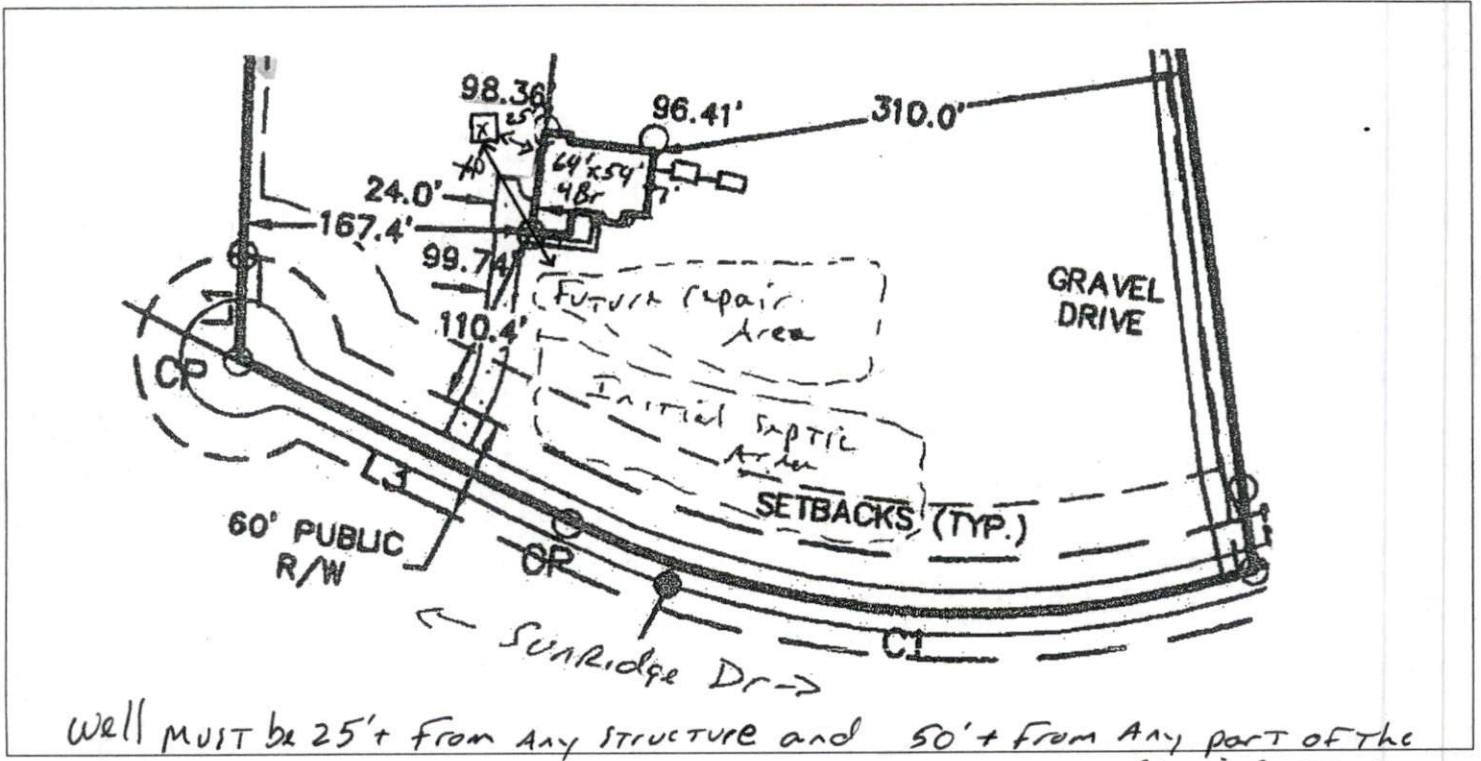 98.36
25'
96.41'
310.0'
X
64'x54'
4Br
24.0'
7'
167.4'
99.74'
GRAVEL
DRIVE
Future repair
Area
110.4'
CP
Initial Septic
Area
L3
SETBACKS (TYP.)
60' PUBLIC
R/W
CP
← SunRidge Dr →
C1
Well MUST be 25'+ From Any STructure and 50'+ From Any parT of The